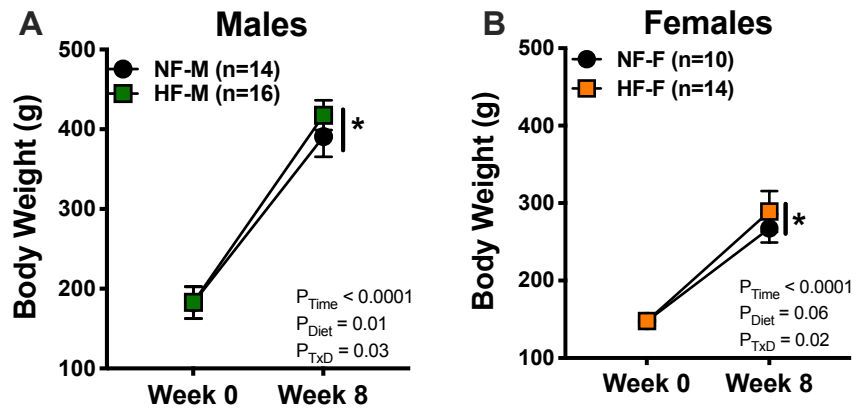 A
Males
Body Weight (g)
500
400
300
200
100
NF-M (n=14)
HF-M (n=16)
*
PTime < 0.0001
PDiet = 0.01
PTxD = 0.03
Week 0
Week 8
B
Females
Body Weight (g)
500
400
300
200
100
NF-F (n=10)
HF-F (n=14)
*
PTime < 0.0001
PDiet = 0.06
PTxD = 0.02
Week 0
Week 8